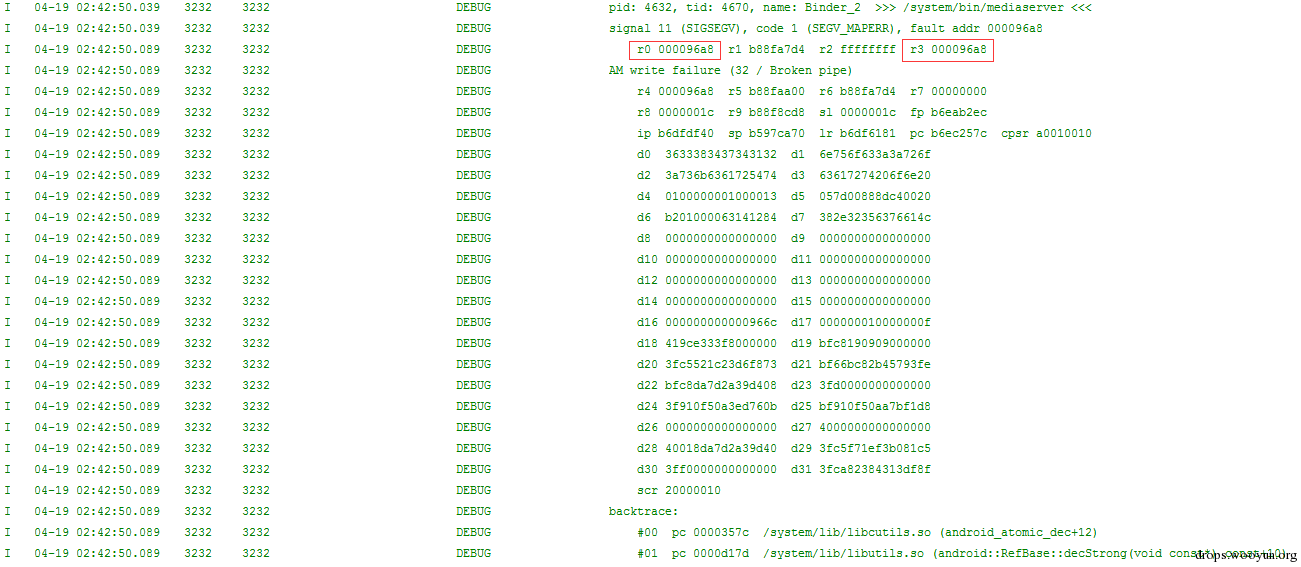 I 04-19 02:42:50.039 3232 3232 DEBUG pid: 4632, tid: 4670, name: Binder_2 >>> /system/bin/mediaserver <<<
I 04-19 02:42:50.089 3232 3232 DEBUG signal 11 (SIGSEGV), code 1 (SEGV_MAPERR), fault addr 000096a8
I 04-19 02:42:50.089 3232 3232 DEBUG r0 000096a8 r1 b88fa7d4 r2 ffffffff r3 000096a8
I 04-19 02:42:50.089 3232 3232 DEBUG AM write failure (32 / Broken pipe)
I 04-19 02:42:50.089 3232 3232 DEBUG r4 000096a8 r5 b88faa00 r6 b88fa7d4 r7 00000000
I 04-19 02:42:50.089 3232 3232 DEBUG r8 0000001c r9 b88f8cd8 sl 0000001c fp b6eab2ec
I 04-19 02:42:50.089 3232 3232 DEBUG ip b6dfdf40 sp b597ca70 lr b6df6181 pc b6ec257c cpsr a0010010
I 04-19 02:42:50.089 3232 3232 DEBUG d0 3633383437343132 d1 6e756f633a3a726f
I 04-19 02:42:50.089 3232 3232 DEBUG d2 3a736b6361725474 d3 63617274206f6e20
I 04-19 02:42:50.089 3232 3232 DEBUG d4 0100000001000013 d5 057d00888dc40020
I 04-19 02:42:50.089 3232 3232 DEBUG d6 b201000063141284 d7 382e32356376614c
I 04-19 02:42:50.089 3232 3232 DEBUG d8 0000000000000000 d9 0000000000000000
I 04-19 02:42:50.089 3232 3232 DEBUG d10 0000000000000000 d11 0000000000000000
I 04-19 02:42:50.089 3232 3232 DEBUG d12 0000000000000000 d13 0000000000000000
I 04-19 02:42:50.089 3232 3232 DEBUG d14 0000000000000000 d15 0000000000000000
I 04-19 02:42:50.089 3232 3232 DEBUG d16 000000000000966c d17 000000010000000f
I 04-19 02:42:50.089 3232 3232 DEBUG d18 419ce333f8000000 d19 bfc8190909000000
I 04-19 02:42:50.089 3232 3232 DEBUG d20 3fc5521c23d6f873 d21 bf66bc82b45793fe
I 04-19 02:42:50.089 3232 3232 DEBUG d22 bfc8da7d2a39d408 d23 3fd0000000000000
I 04-19 02:42:50.089 3232 3232 DEBUG d24 3f910f50a3ed760b d25 bf910f50aa7bf1d8
I 04-19 02:42:50.089 3232 3232 DEBUG d26 0000000000000000 d27 4000000000000000
I 04-19 02:42:50.089 3232 3232 DEBUG d28 40018da7d2a39d40 d29 3fc5f71ef3b081c5
I 04-19 02:42:50.089 3232 3232 DEBUG d30 3ff0000000000000 d31 3fca82384313df8f
I 04-19 02:42:50.089 3232 3232 DEBUG scr 20000010
I 04-19 02:42:50.089 3232 3232 DEBUG backtrace:
I 04-19 02:42:50.089 3232 3232 DEBUG #00 pc 0000357c /system/lib/libcutils.so (android_atomic_dec+12)
I 04-19 02:42:50.089 3232 3232 DEBUG #01 pc 0000d17d /system/lib/libutils.so (android::RefBase::decStrong(void const*) const+10)
drops.wooyun.org